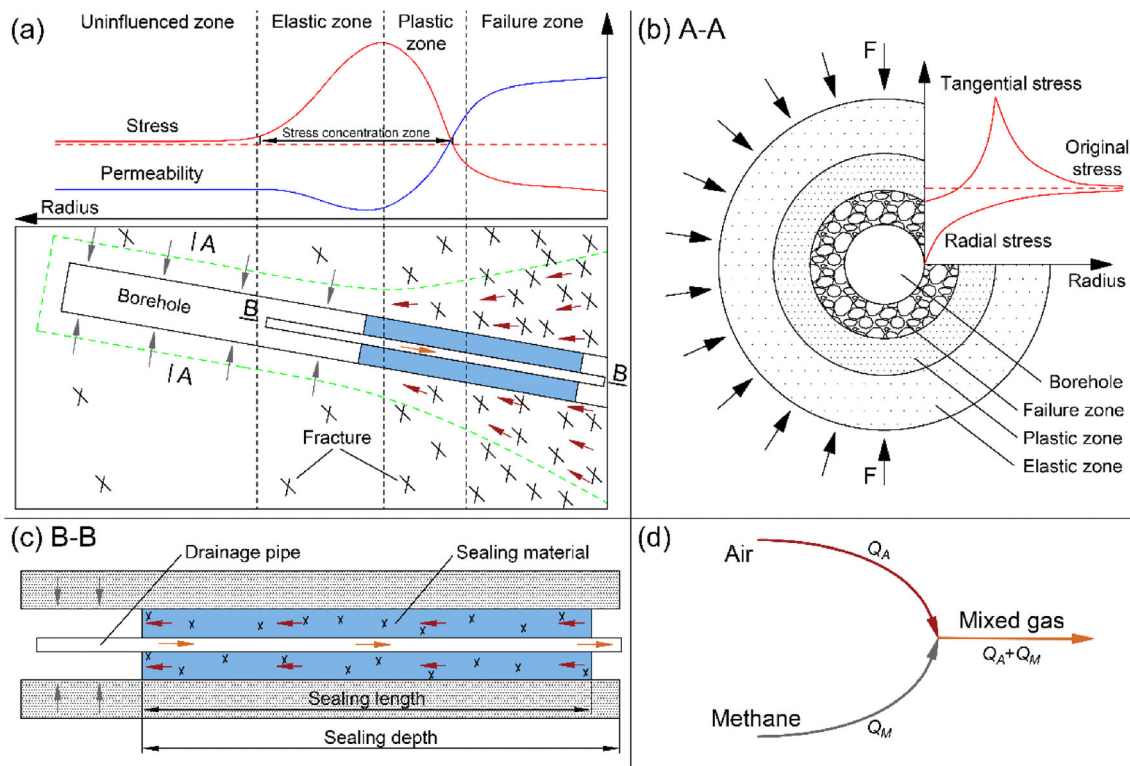 (a)
Uninfluenced zone
Elastic zone
Plastic
zone
Failure zone
Stress
Stress concentration zone
Permeability
Radius
A
Borehole
B
A
B
Fracture
(b) A-A
F
Tangential stress
Original
stress
Radial stress
Radius
Borehole
Failure zone
Plastic zone
Elastic zone
F
(c) B-B
Drainage pipe
Sealing material
Sealing length
Sealing depth
(d)
Air
Q_A
Mixed gas
Q_A+Q_M
Methane
Q_M